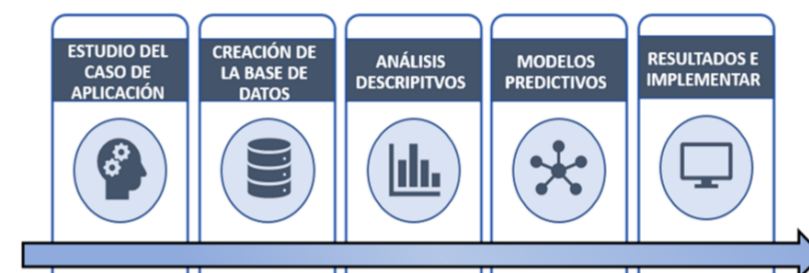 ESTUDIO DEL
CASO DE
APLICACIÓN
CREACIÓN DE
LA BASE DE
DATOS
ANÁLISIS
DESCRIPITVOS
MODELOS
PREDICTIVOS
RESULTADOS E
IMPLEMENTAR